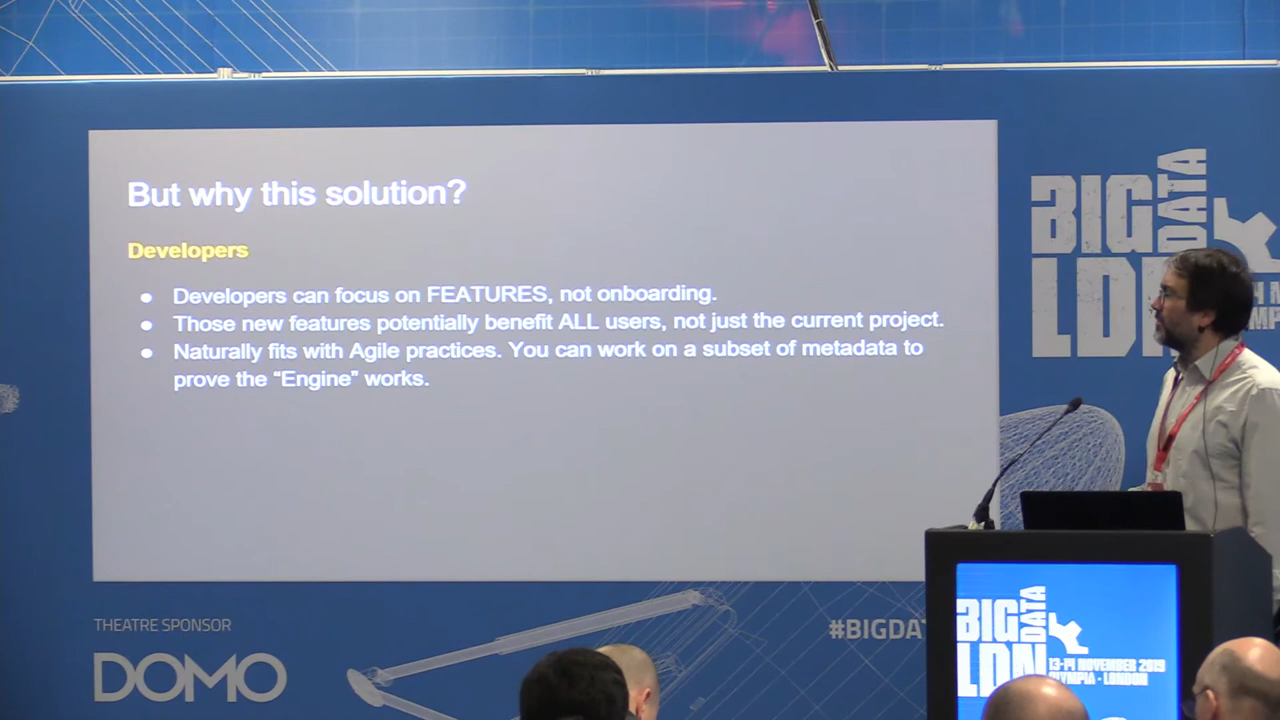 But why this solution?
Developers
● Developers can focus on FEATURES, not onboarding.
● Those new features potentially benefit ALL users, not just the current project.
● Naturally fits with Agile practices. You can work on a subset of metadata to
prove the “Engine” works.
BIG
DATA
LD
THEATRE SPONSOR
DOMO
#BIGDA
BIG
DATA
LDN
13-14 NOVEMBER 2019
OLYMPIA · LONDON